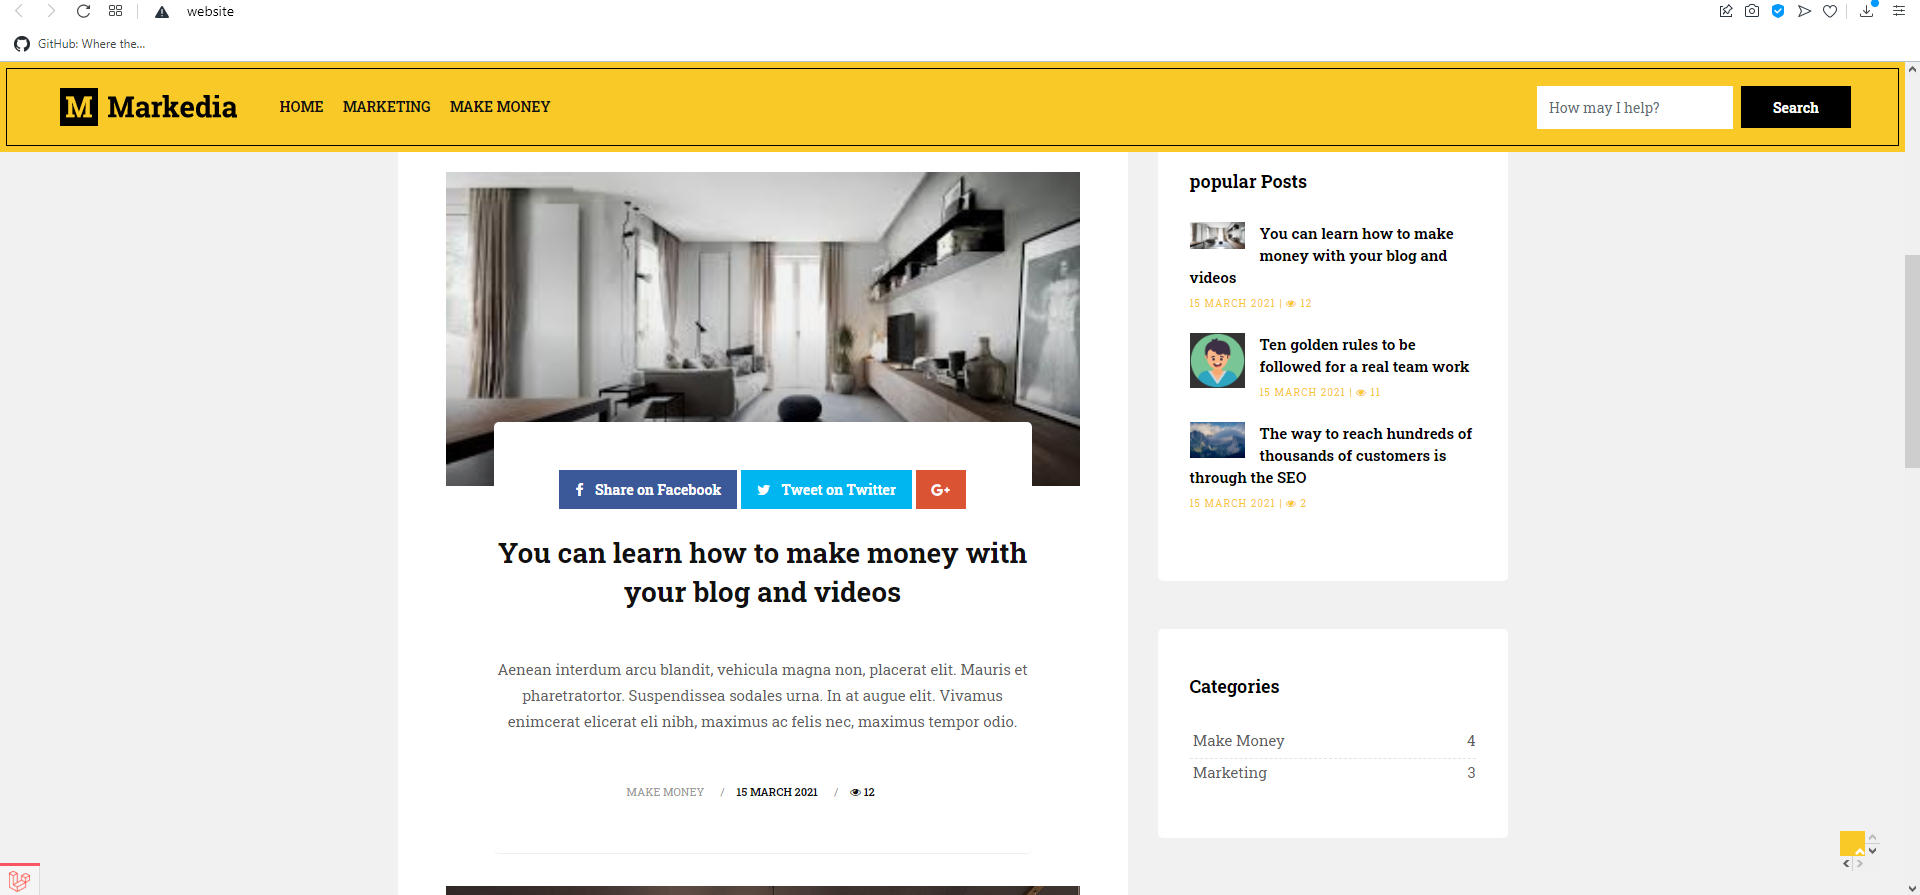 website
GitHub: Where the...
M Markedia
HOME MARKETING MAKE MONEY
How may I help?
Search
Share on Facebook
Tweet on Twitter
G+
You can learn how to make money with
your blog and videos
Aenean interdum arcu blandit, vehicula magna non, placerat elit. Mauris et
pharetratortor. Suspendissea sodales urna. In at augue elit. Vivamus
enimcerat elicerat eli nibh, maximus ac felis nec, maximus tempor odio.
MAKE MONEY / 15 MARCH 2021 / 12
popular Posts
You can learn how to make
money with your blog and
videos
15 MARCH 2021 | 12
Ten golden rules to be
followed for a real team work
15 MARCH 2021 | 11
The way to reach hundreds of
thousands of customers is
through the SEO
15 MARCH 2021 | 2
Categories
Make Money 4
Marketing 3